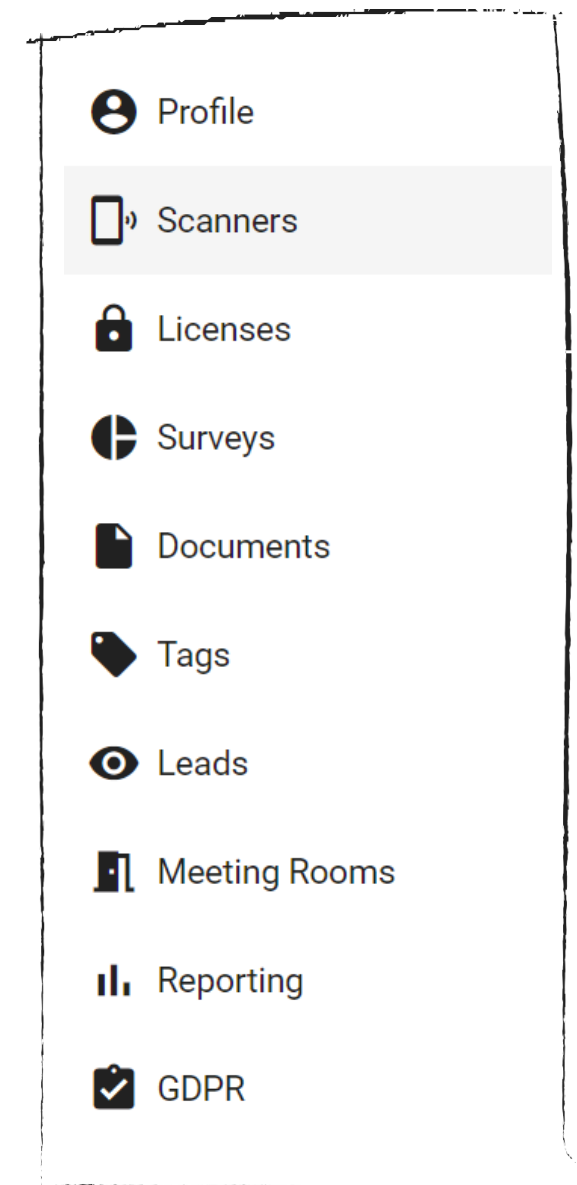 Profile
Scanners
Licenses
Surveys
Documents
Tags
Leads
Meeting Rooms
Reporting
GDPR